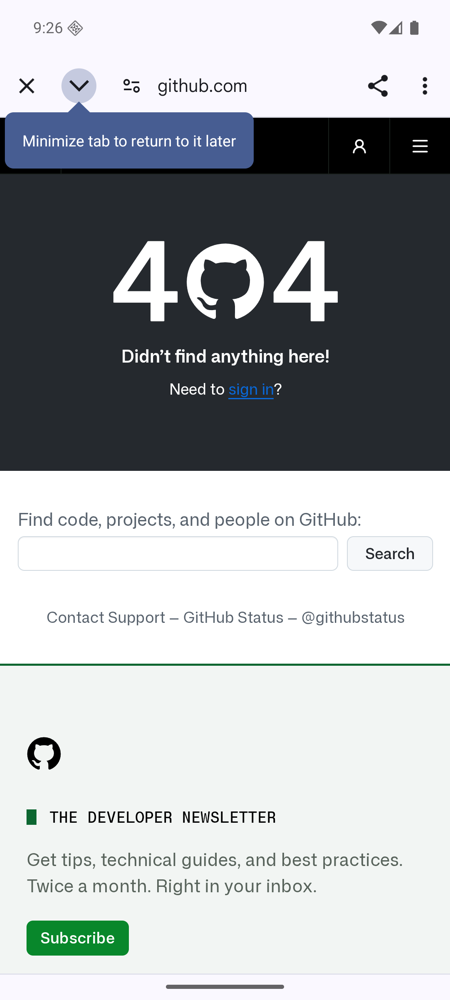 9:26
github.com
Minimize tab to return to it later
404
Didn’t find anything here!
Need to sign in?
Find code, projects, and people on GitHub:
Search
Contact Support — GitHub Status — @githubstatus
THE DEVELOPER NEWSLETTER
Get tips, technical guides, and best practices.
Twice a month. Right in your inbox.
Subscribe